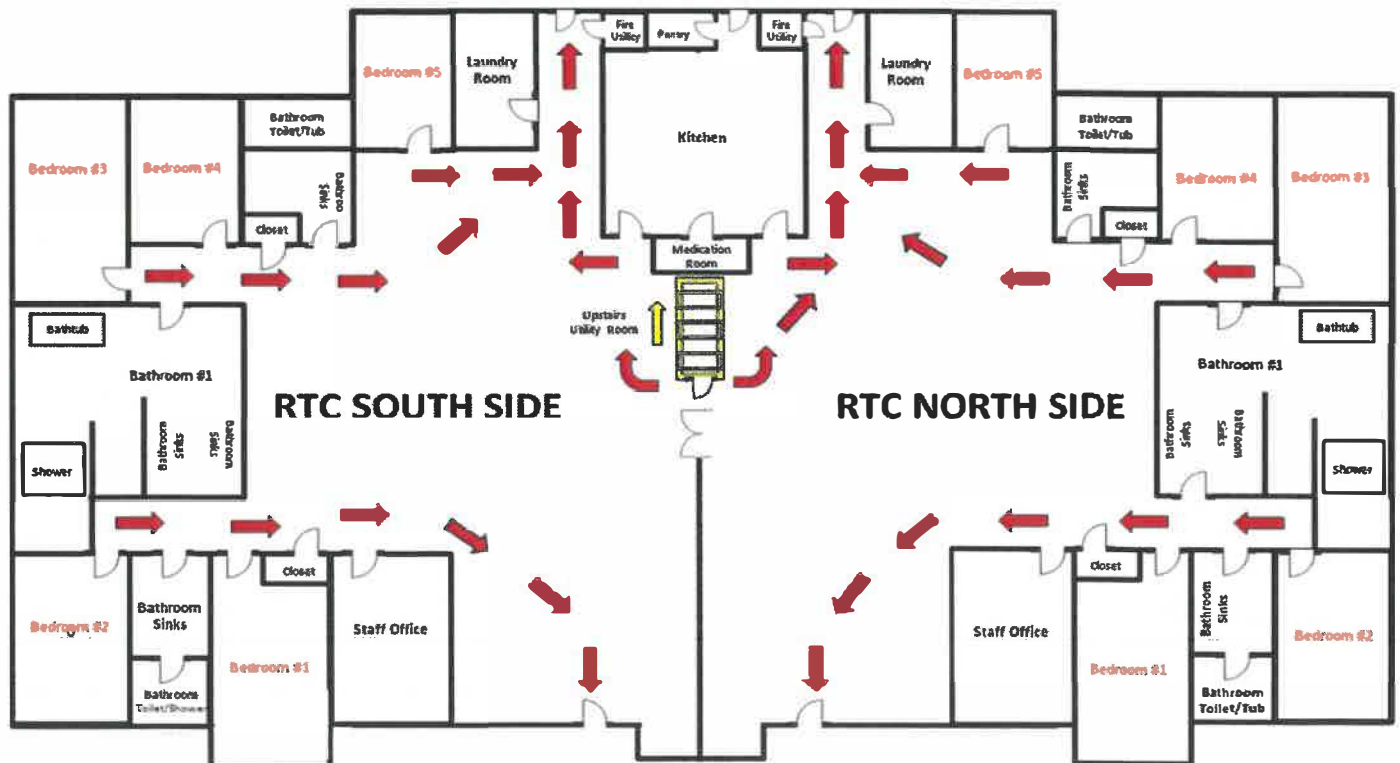 Fire
Utility
Pantry
Fire
Utility
Bedroom #5
Laundry
Room
Laundry
Room
Bedroom #5
Bathroom
Toilet/Tub
Bathroom
Toilet/Tub
Kitchen
Bedroom #3
Bedroom #4
Bathroo
Sinks
Bathroom
Sinks
Bedroom #4
Bedroom #3
Closet
Closet
Medication
Room
Upstairs
Utility Room
Bathtub
Bathtub
Bathroom #1
Bathroom #1
RTC SOUTH SIDE
RTC NORTH SIDE
Bathroom
Sinks
Bathroom
Sinks
Bathroom
Sinks
Bathroom
Sinks
Shower
Shower
Closet
Closet
Bathroom
Sinks
Bathroom
Sinks
Bedroom #2
Staff Office
Staff Office
Bedroom #2
Bedroom #1
Bedroom #1
Bathroom
Toilet/Shower
Bathroom
Toilet/Tub